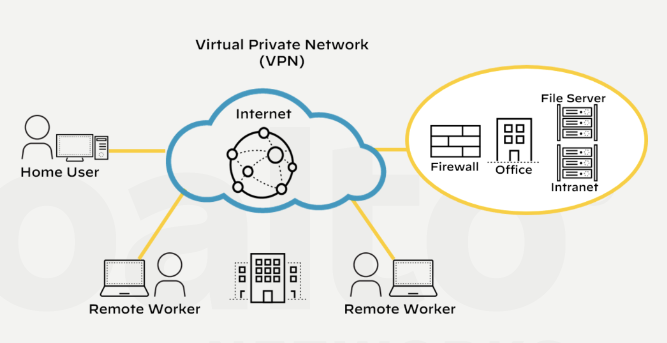 Virtual Private Network
(VPN)
Internet
File Server
Firewall
Office
Intranet
Home User
Remote Worker
Remote Worker